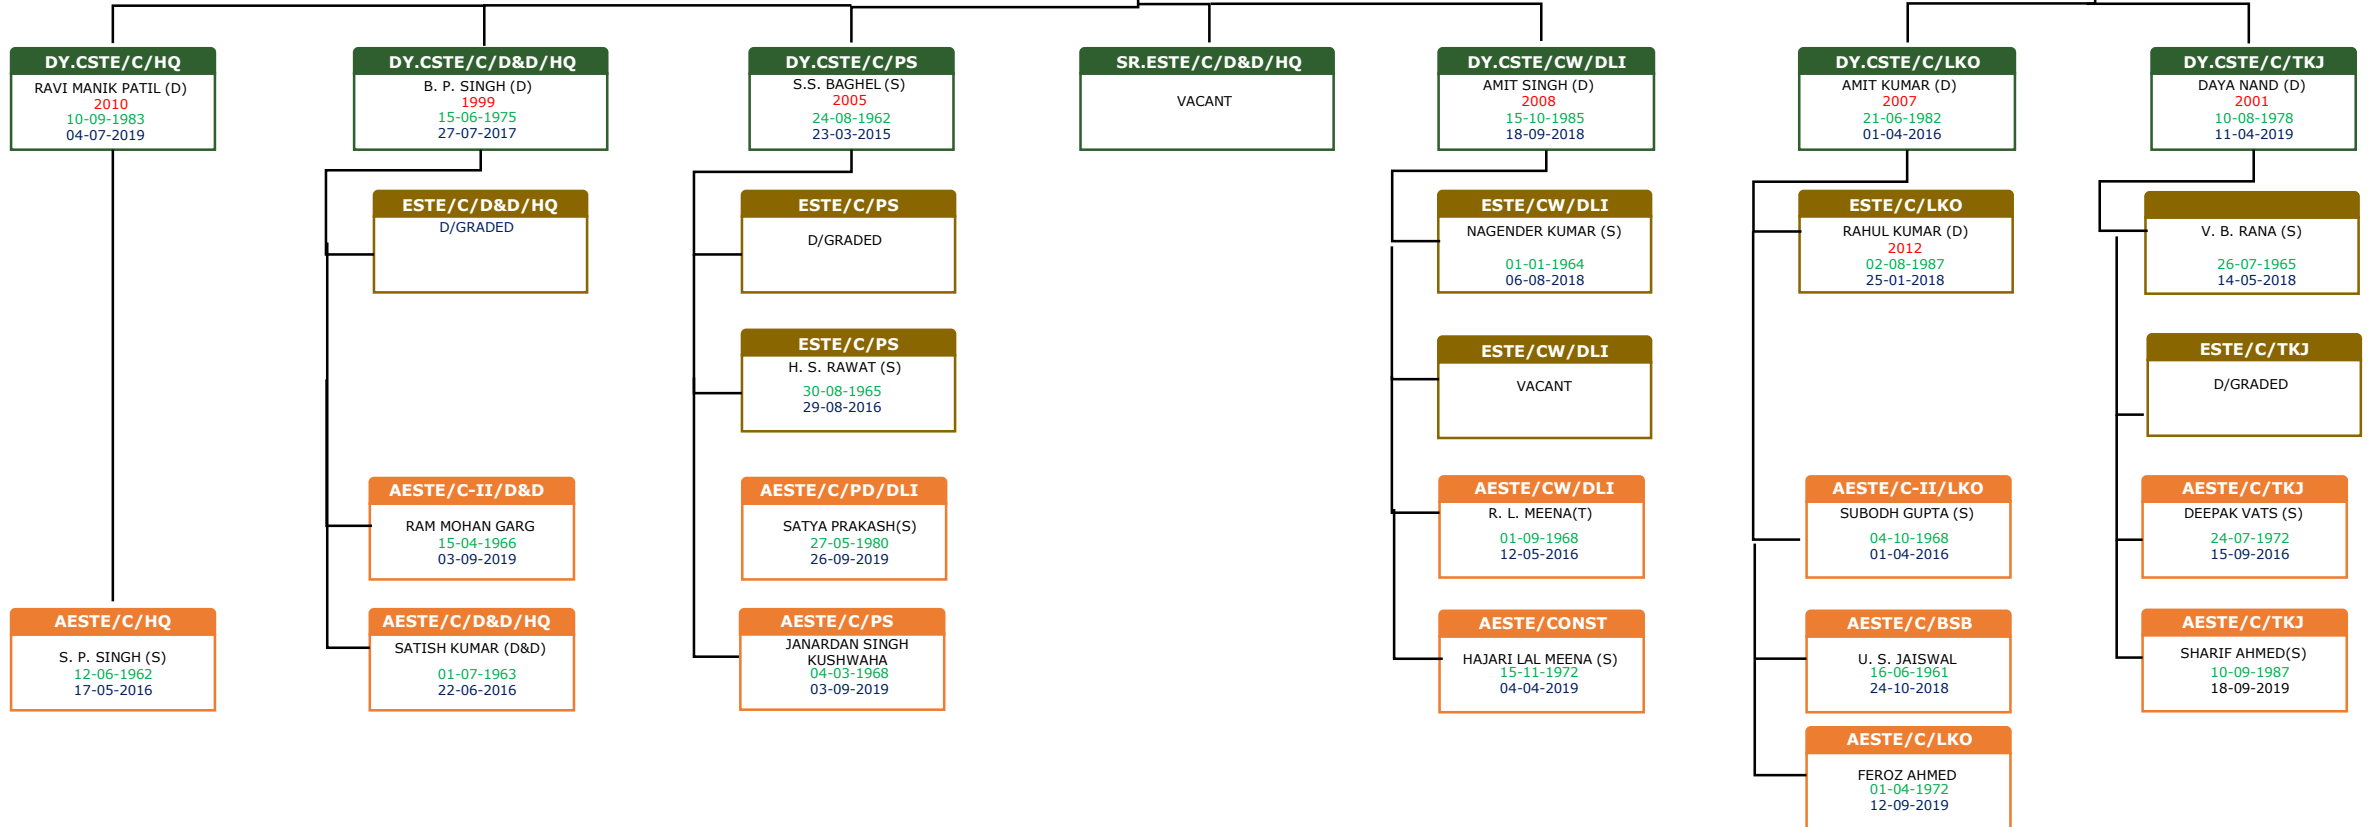 DY.CSTE/C/HQ
RAVI MANIK PATIL (D)
2010
10-09-1983
04-07-2019
DY.CSTE/C/D&D/HQ
B. P. SINGH (D)
1999
15-06-1975
27-07-2017
DY.CSTE/C/PS
S.S. BAGHEL (S)
2005
24-08-1962
23-03-2015
SR.ESTE/C/D&D/HQ
VACANT
DY.CSTE/CW/DLI
AMIT SINGH (D)
2008
15-10-1985
18-09-2018
DY.CSTE/C/LKO
AMIT KUMAR (D)
2007
21-06-1982
01-04-2016
DY.CSTE/C/TKJ
DAYA NAND (D)
2001
10-08-1978
11-04-2019
ESTE/C/D&D/HQ
D/GRADED
ESTE/C/PS
D/GRADED
ESTE/CW/DLI
NAGENDER KUMAR (S)
01-01-1964
06-08-2018
ESTE/C/LKO
RAHUL KUMAR (D)
2012
02-08-1987
25-01-2018
V. B. RANA (S)
26-07-1965
14-05-2018
ESTE/C/PS
H. S. RAWAT (S)
30-08-1965
29-08-2016
ESTE/CW/DLI
VACANT
ESTE/C/TKJ
D/GRADED
AESTE/C-II/D&D
RAM MOHAN GARG
15-04-1966
03-09-2019
AESTE/C/PD/DLI
SATYA PRAKASH(S)
27-05-1980
26-09-2019
AESTE/CW/DLI
R. L. MEENA(T)
01-09-1968
12-05-2016
AESTE/C-II/LKO
SUBODH GUPTA (S)
04-10-1968
01-04-2016
AESTE/C/TKJ
DEEPAK VATS (S)
24-07-1972
15-09-2016
AESTE/C/HQ
S. P. SINGH (S)
12-06-1962
17-05-2016
AESTE/C/D&D/HQ
SATISH KUMAR (D&D)
01-07-1963
22-06-2016
AESTE/C/PS
JANARDAN SINGH
KUSHWAHA
04-03-1968
03-09-2019
AESTE/CONST
HAJARI LAL MEENA (S)
15-11-1972
04-04-2019
AESTE/C/BSB
U. S. JAISWAL
16-06-1961
24-10-2018
AESTE/C/TKJ
SHARIF AHMED(S)
10-09-1987
18-09-2019
AESTE/C/LKO
FEROZ AHMED
01-04-1972
12-09-2019